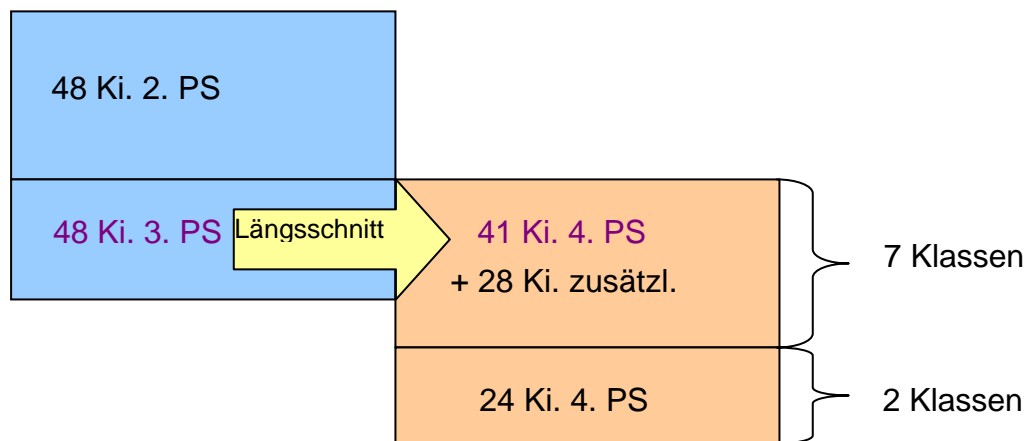 48 Ki. 2. PS
48 Ki. 3. PS
Längsschnitt
41 Ki. 4. PS
+ 28 Ki. zusätzl.
7 Klassen
24 Ki. 4. PS
2 Klassen